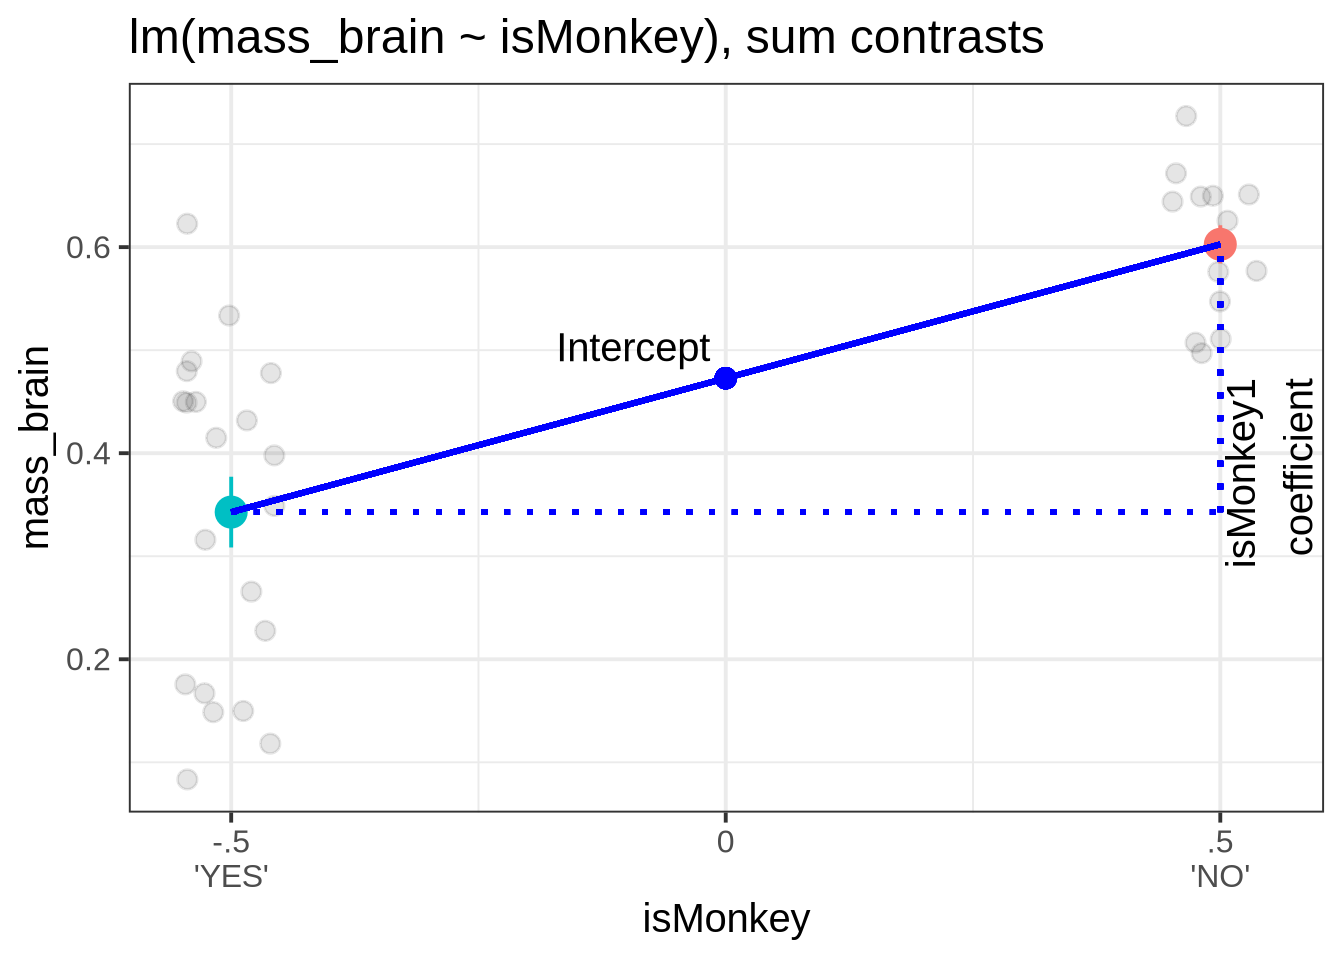 lm(mass_brain ~ isMonkey), sum contrasts
mass_brain
0.6
0.4
0.2
Intercept
isMonkey1
coefficient
-.5
'YES'
0
.5
'NO'
isMonkey